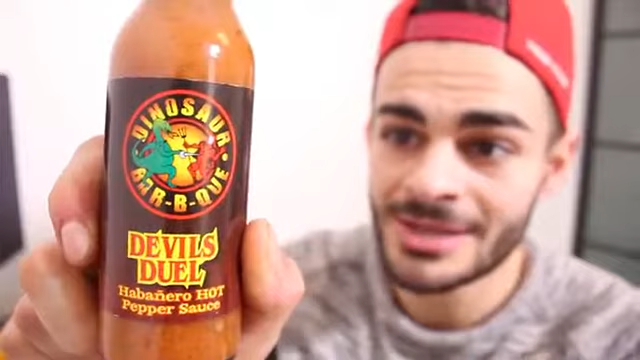 DINOSAUR
BAR-B-QUE
DEVILS
DUEL
Habañero HOT
Pepper Sauce